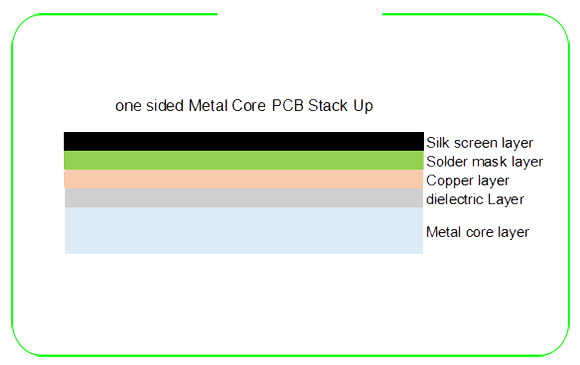 one sided Metal Core PCB Stack Up
Silk screen layer
Solder mask layer
Copper layer
dielectric Layer
Metal core layer